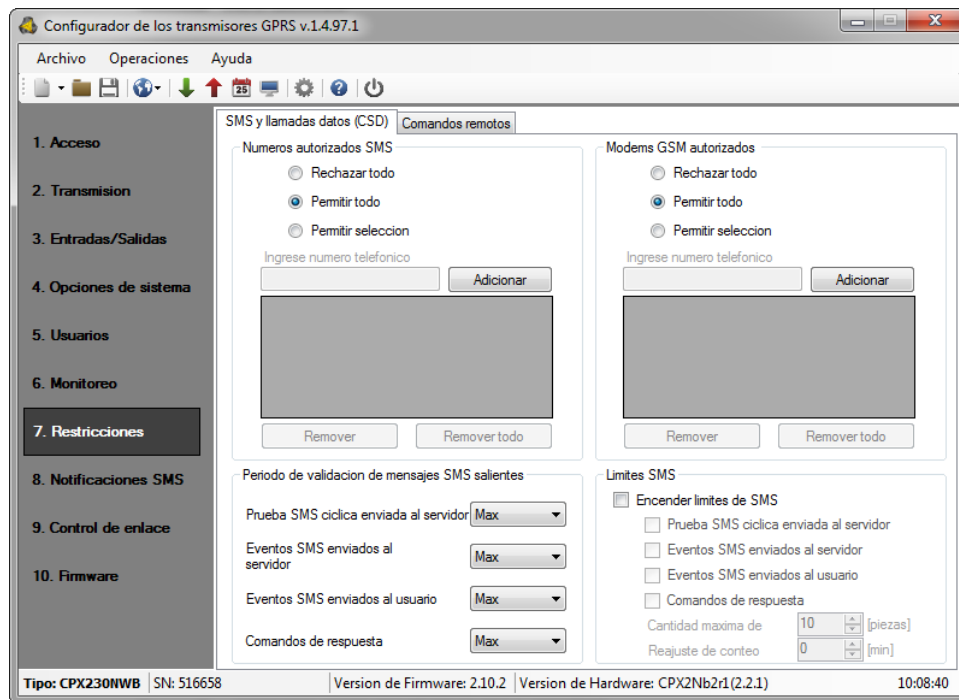 Configurador de los transmisores GPRS v.1.4.97.1
Archivo Operaciones Ayuda
25
SMS y llamadas datos (CSD) Comandos remotos
1. Acceso
2. Transmision
3. Entradas/Salidas
4. Opciones de sistema
5. Usuarios
6. Monitoreo
7. Restricciones
8. Notificaciones SMS
9. Control de enlace
10. Firmware
Numeros autorizados SMS
Rechazar todo
Permitir todo
Permitir seleccion
Ingrese numero telefonico
Adicionar
Remover Remover todo
Modems GSM autorizados
Rechazar todo
Permitir todo
Permitir seleccion
Ingrese numero telefonico
Adicionar
Remover Remover todo
Periodo de validacion de mensajes SMS salientes
Prueba SMS ciclica enviada al servidor Max
Eventos SMS enviados al
servidor Max
Eventos SMS enviados al usuario Max
Comandos de respuesta Max
Limites SMS
Encender limites de SMS
Prueba SMS ciclica enviada al servidor
Eventos SMS enviados al servidor
Eventos SMS enviados al usuario
Comandos de respuesta
Cantidad maxima de 10 [piezas]
Reajuste de conteo 0 [min]
Tipo: CPX230NWB SN: 516658 Version de Firmware: 2.10.2 Version de Hardware: CPX2Nb2r1(2.2.1) 10:08:40